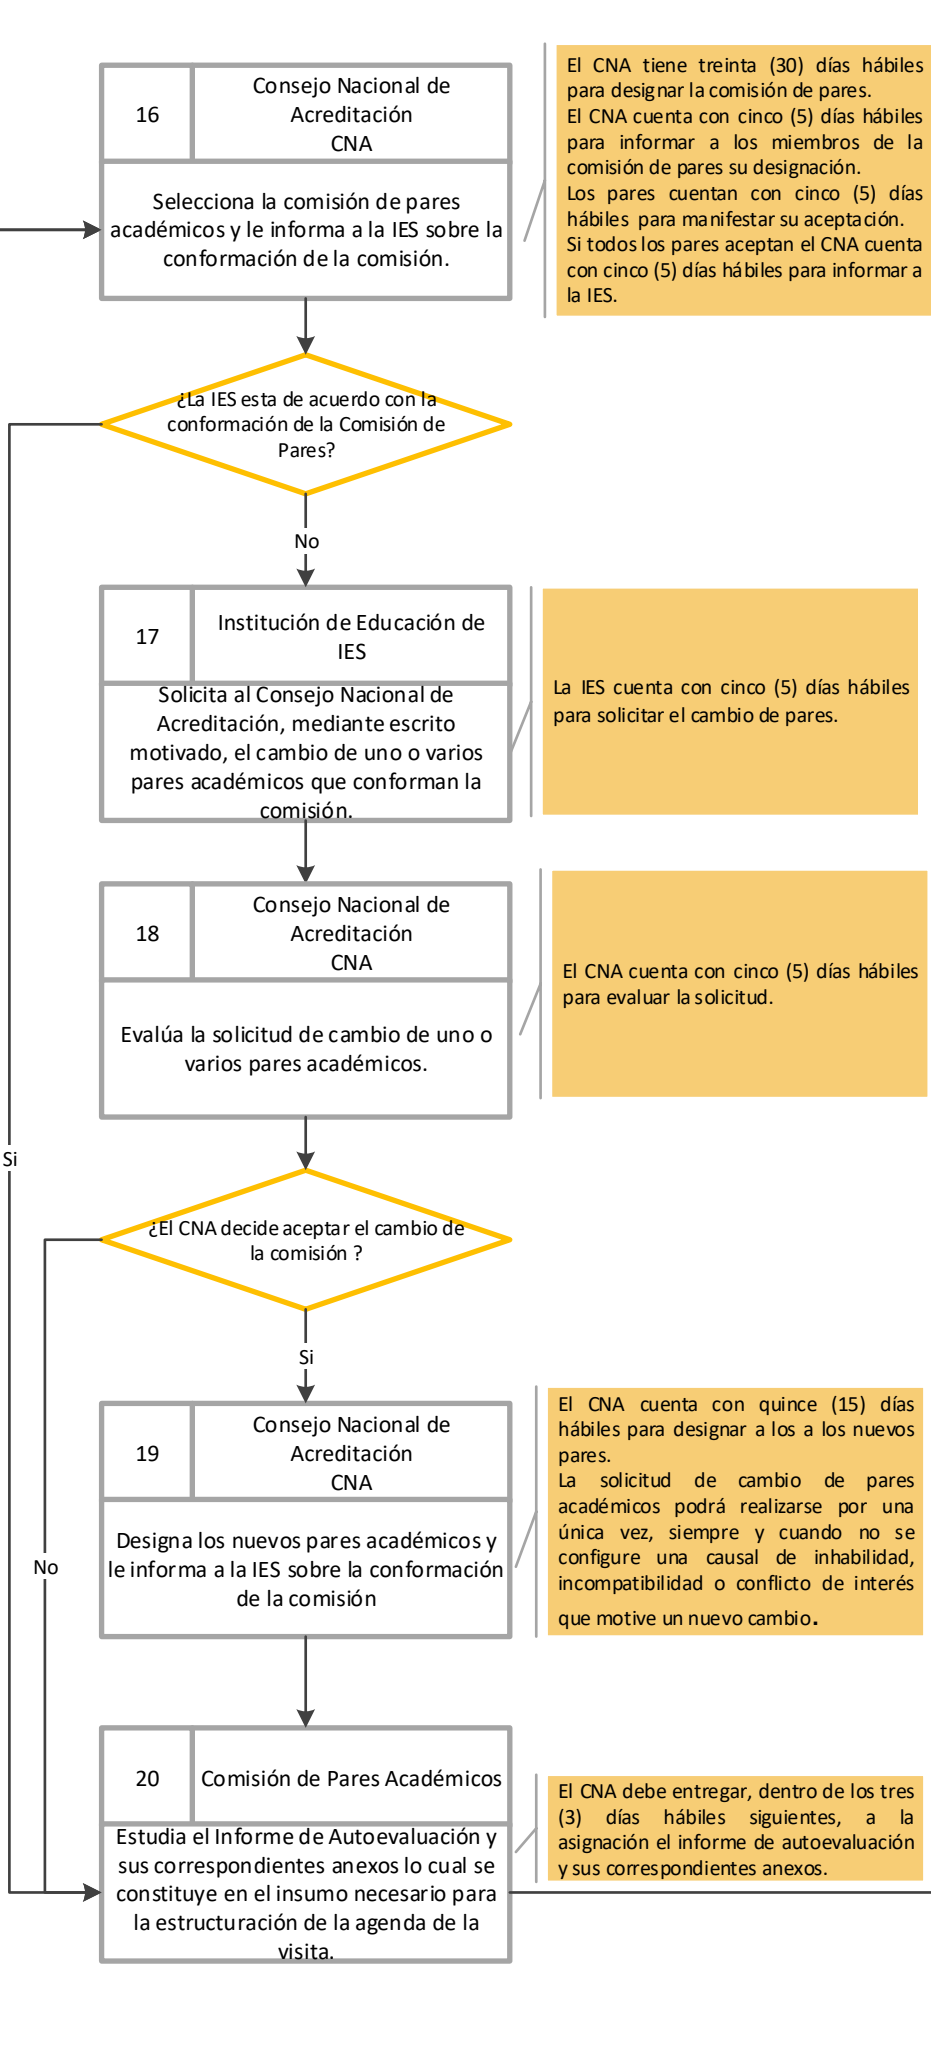 16
Consejo Nacional de
Acreditación
CNA
Selecciona la comisión de pares
académicos y le informa a la IES sobre la
conformación de la comisión.
El CNA tiene treinta (30) días hábiles
para designar la comisión de pares.
El CNA cuenta con cinco (5) días hábiles
para informar a los miembros de la
comisión de pares su designación.
Los pares cuentan con cinco (5) días
hábiles para manifestar su aceptación.
Si todos los pares aceptan el CNA cuenta
con cinco (5) días hábiles para informar a
la IES.
¿La IES esta de acuerdo con la
conformación de la Comisión de
Pares?
No
17
Institución de Educación de
IES
Solicita al Consejo Nacional de
Acreditación, mediante escrito
motivado, el cambio de uno o varios
pares académicos que conforman la
comisión.
La IES cuenta con cinco (5) días hábiles
para solicitar el cambio de pares.
18
Consejo Nacional de
Acreditación
CNA
Evalúa la solicitud de cambio de uno o
varios pares académicos.
El CNA cuenta con cinco (5) días hábiles
para evaluar la solicitud.
Si
¿El CNA decide aceptar el cambio de
la comisión ?
Si
19
Consejo Nacional de
Acreditación
CNA
Designa los nuevos pares académicos y
le informa a la IES sobre la conformación
de la comisión
El CNA cuenta con quince (15) días
hábiles para designar a los a los nuevos
pares.
La solicitud de cambio de pares
académicos podrá realizarse por una
única vez, siempre y cuando no se
configure una causal de inhabilidad,
incompatibilidad o conflicto de interés
que motive un nuevo cambio.
No
20
Comisión de Pares Académicos
Estudia el Informe de Autoevaluación y
sus correspondientes anexos lo cual se
constituye en el insumo necesario para
la estructuración de la agenda de la
visita.
El CNA debe entregar, dentro de los tres
(3) días hábiles siguientes, a la
asignación el informe de autoevaluación
y sus correspondientes anexos.